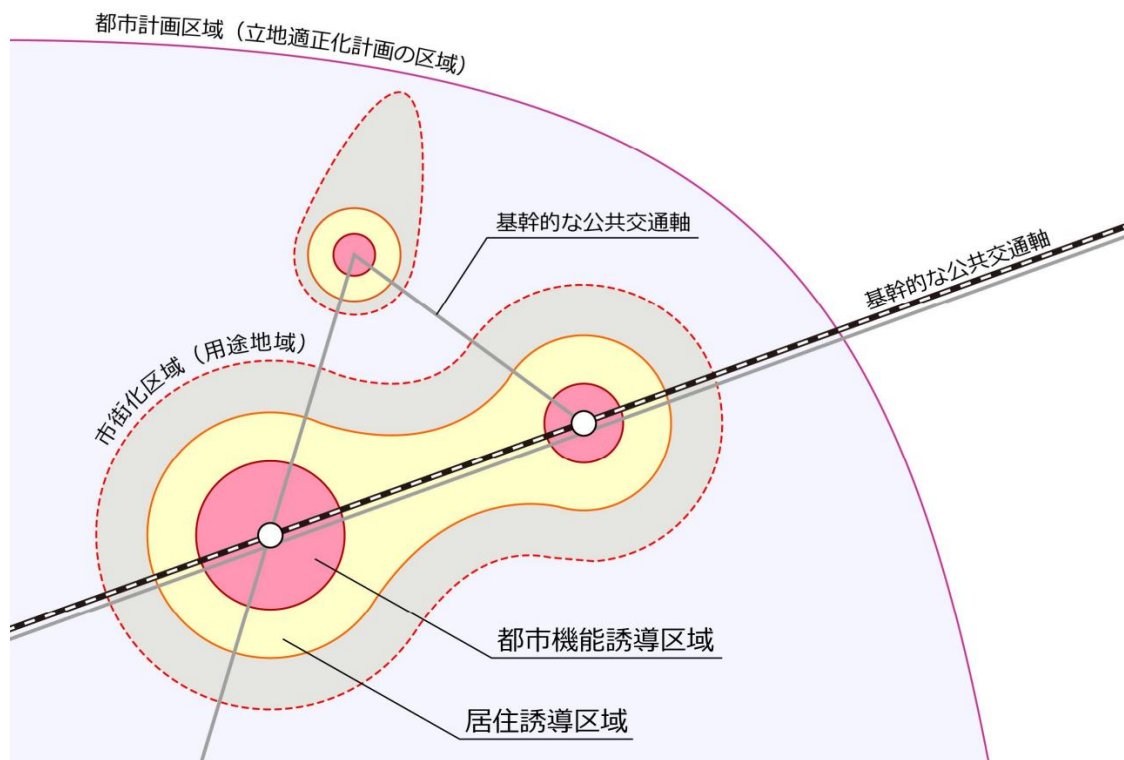 都市計画区域（立地適正化計画の区域）
基幹的な公共交通軸
基幹的な公共交通軸
市街化区域（用途地域）
都市機能誘導区域
居住誘導区域